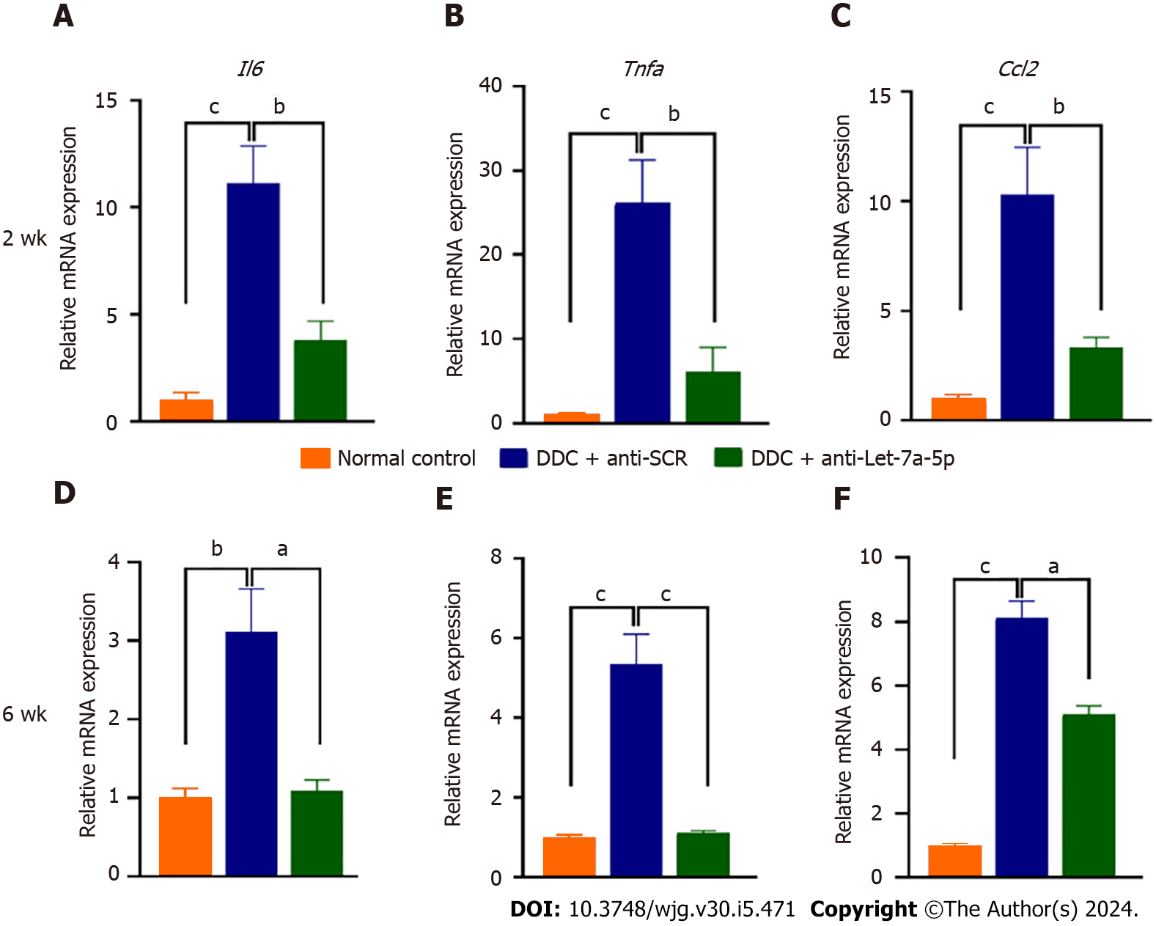 A
B
C
Il6
Tnfa
Ccl2
2 wk
Relative mRNA expression
15
10
5
0
c b
Relative mRNA expression
40
30
20
10
0
c b
Relative mRNA expression
15
10
5
0
c b
Normal control DDC + anti-SCR DDC + anti-Let-7a-5p
D
E
F
6 wk
Relative mRNA expression
4
3
2
1
0
b a
Relative mRNA expression
8
6
4
2
0
c c
Relative mRNA expression
10
8
6
4
2
0
c a
DOI: 10.3748/wjg.v30.i5.471 Copyright ©The Author(s) 2024.